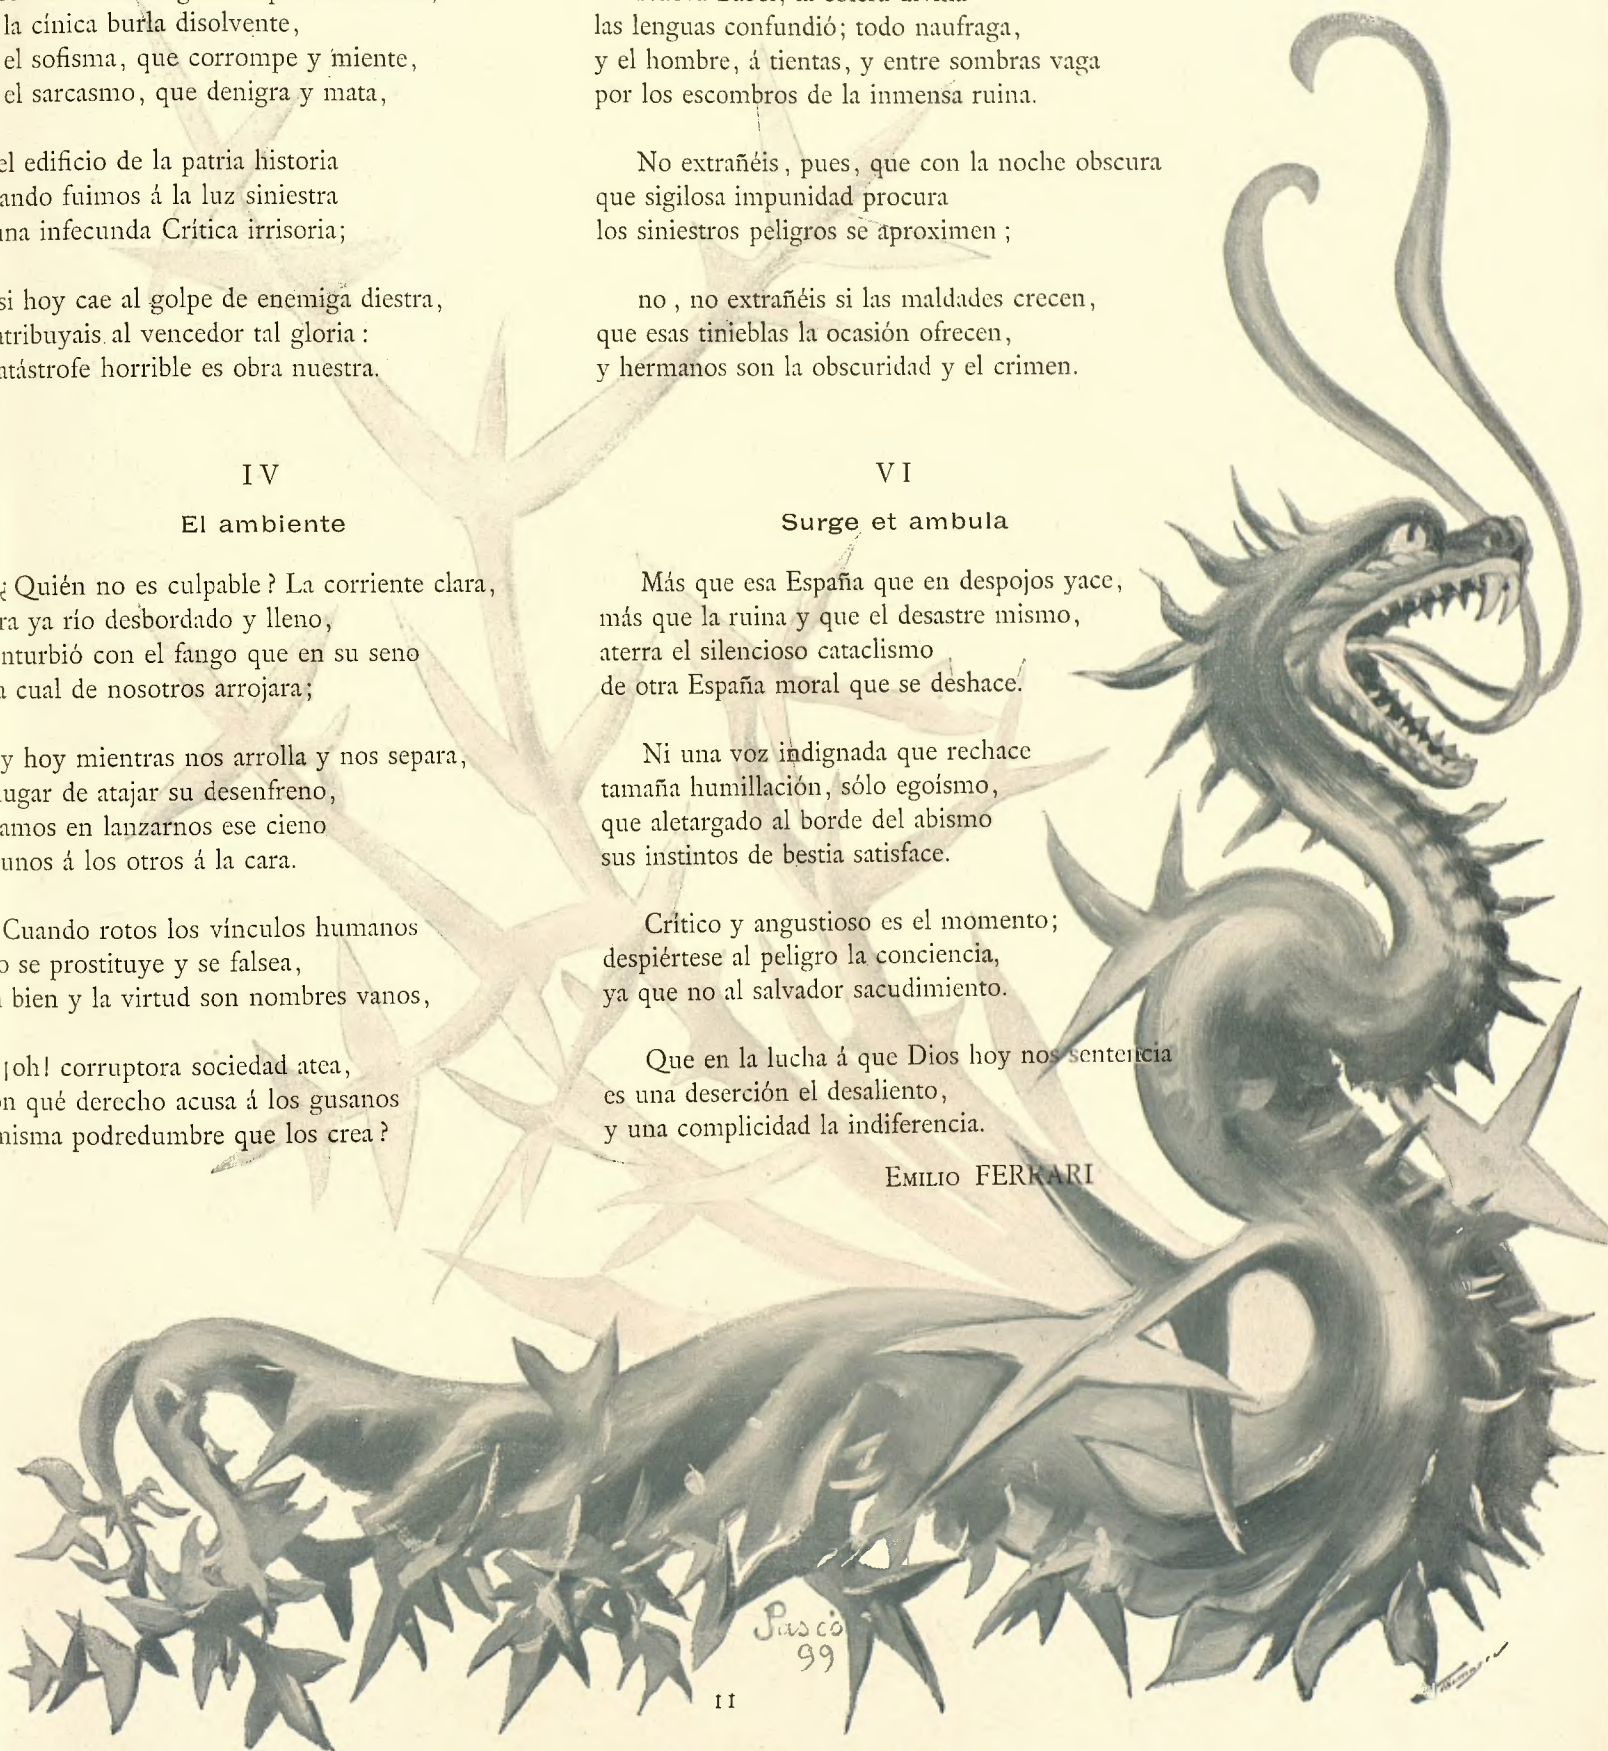 la cínica burla disolvente,
el sofisma, que corrompe y miente,
el sarcasmo, que denigra y mata,
el edificio de la patria historia
ando fuimos á la luz siniestra
una infecunda Crítica irrisoria;
si hoy cae al golpe de enemiga diestra,
atribuyais al vencedor tal gloria:
atástrofe horrible es obra nuestra.
IV
El ambiente
¿Quién no es culpable? La corriente clara,
ra ya río desbordado y lleno,
nturbió con el fango que en su seno
cual de nosotros arrojara;
y hoy mientras nos arrolla y nos separa,
lugar de atajar su desenfreno,
amos en lanzarnos ese cieno
unos á los otros á la cara.
Cuando rotos los vínculos humanos
o se prostituye y se falsea,
bien y la virtud son nombres vanos,
¡oh! corruptora sociedad atea,
on qué derecho acusa á los gusanos
misma podredumbre que los crea?
las lenguas confundió; todo naufraga,
y el hombre, á tientas, y entre sombras vaga
por los escombros de la inmensa ruina.
No extrañéis, pues, que con la noche obscura
que sigilosa impunidad procura
los siniestros peligros se aproximen;
no, no extrañéis si las maldades crecen,
que esas tinieblas la ocasión ofrecen,
y hermanos son la obscuridad y el crimen.
VI
Surge et ambula
Más que esa España que en despojos yace,
más que la ruina y que el desastre mismo,
aterra el silencioso cataclismo
de otra España moral que se deshace.
Ni una voz indignada que rechace
tamaña humillación, sólo egoísmo,
que aletargado al borde del abismo
sus instintos de bestia satisface.
Crítico y angustioso es el momento;
despiértese al peligro la conciencia,
ya que no al salvador sacudimiento.
Que en la lucha á que Dios hoy nos sentencia
es una deserción el desaliento,
y una complicidad la indiferencia.
EMILIO FERRARI
Pascó
99
11